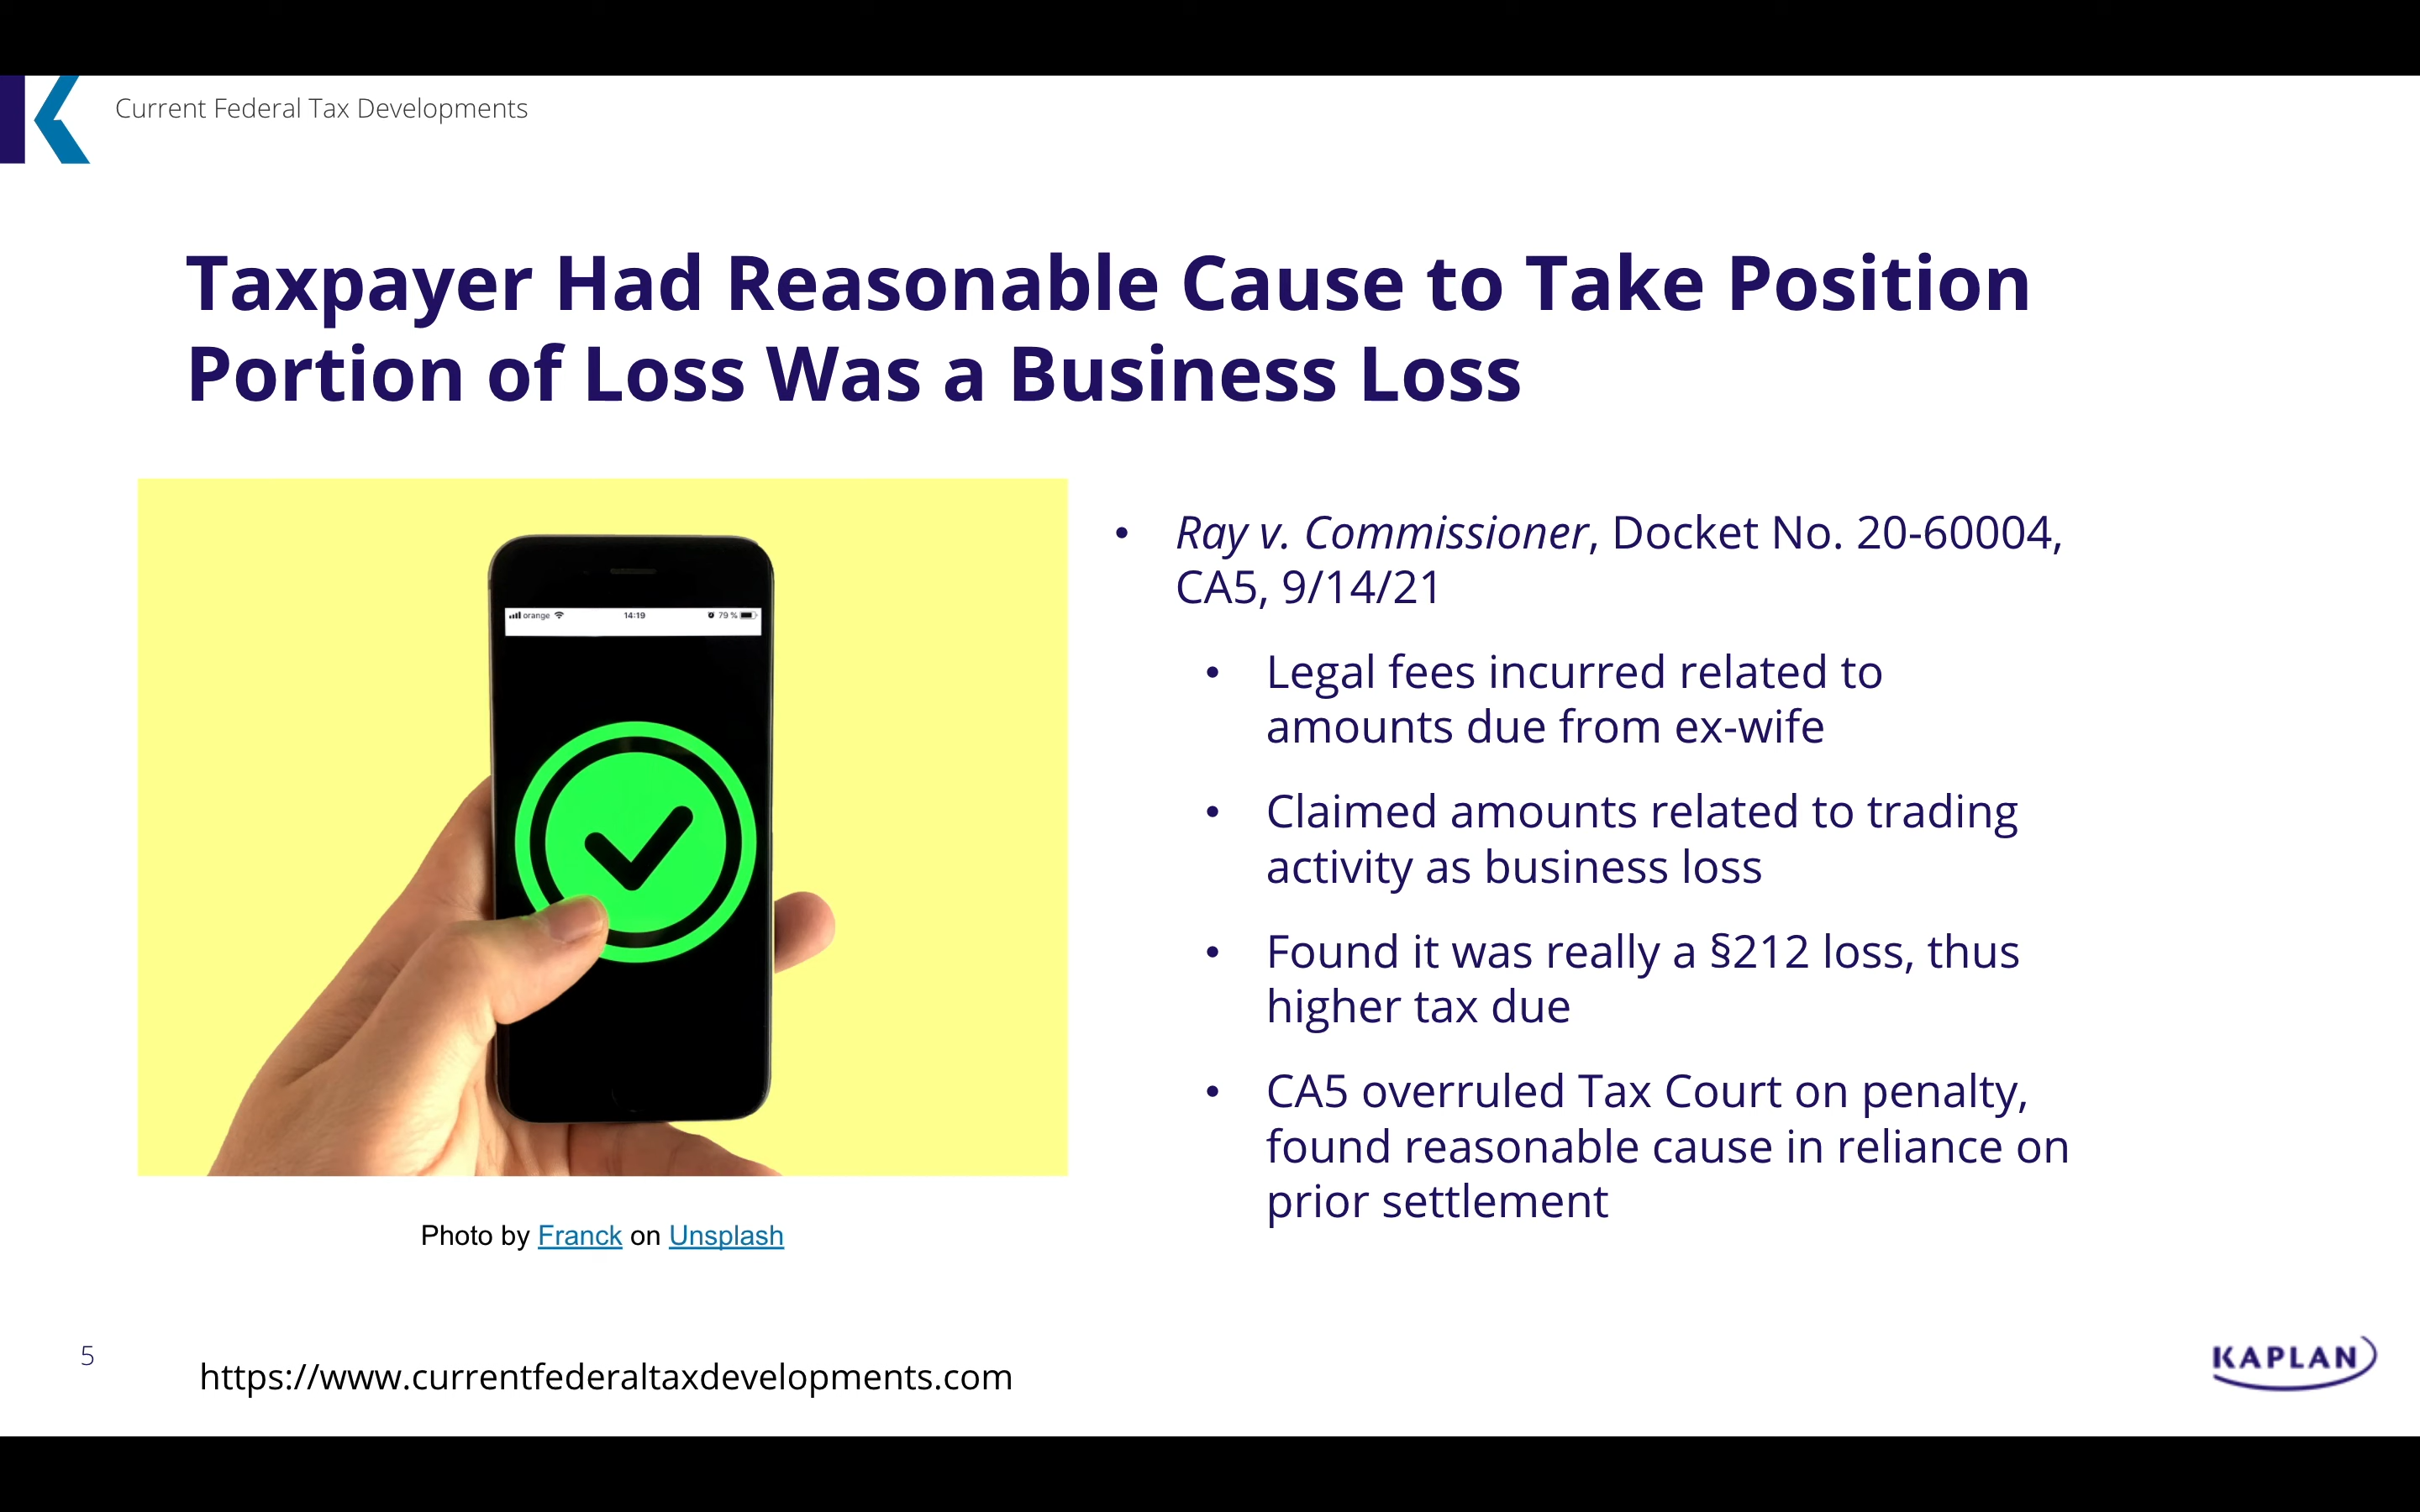 Current Federal Tax Developments
Taxpayer Had Reasonable Cause to Take Position
Portion of Loss Was a Business Loss
orange 14:19 79 %
• Ray v. Commissioner, Docket No. 20-60004,
CA5, 9/14/21
• Legal fees incurred related to
amounts due from ex-wife
• Claimed amounts related to trading
activity as business loss
• Found it was really a §212 loss, thus
higher tax due
• CA5 overruled Tax Court on penalty,
found reasonable cause in reliance on
prior settlement
Photo by Franck on Unsplash
5
https://www.currentfederaltaxdevelopments.com
KAPLAN